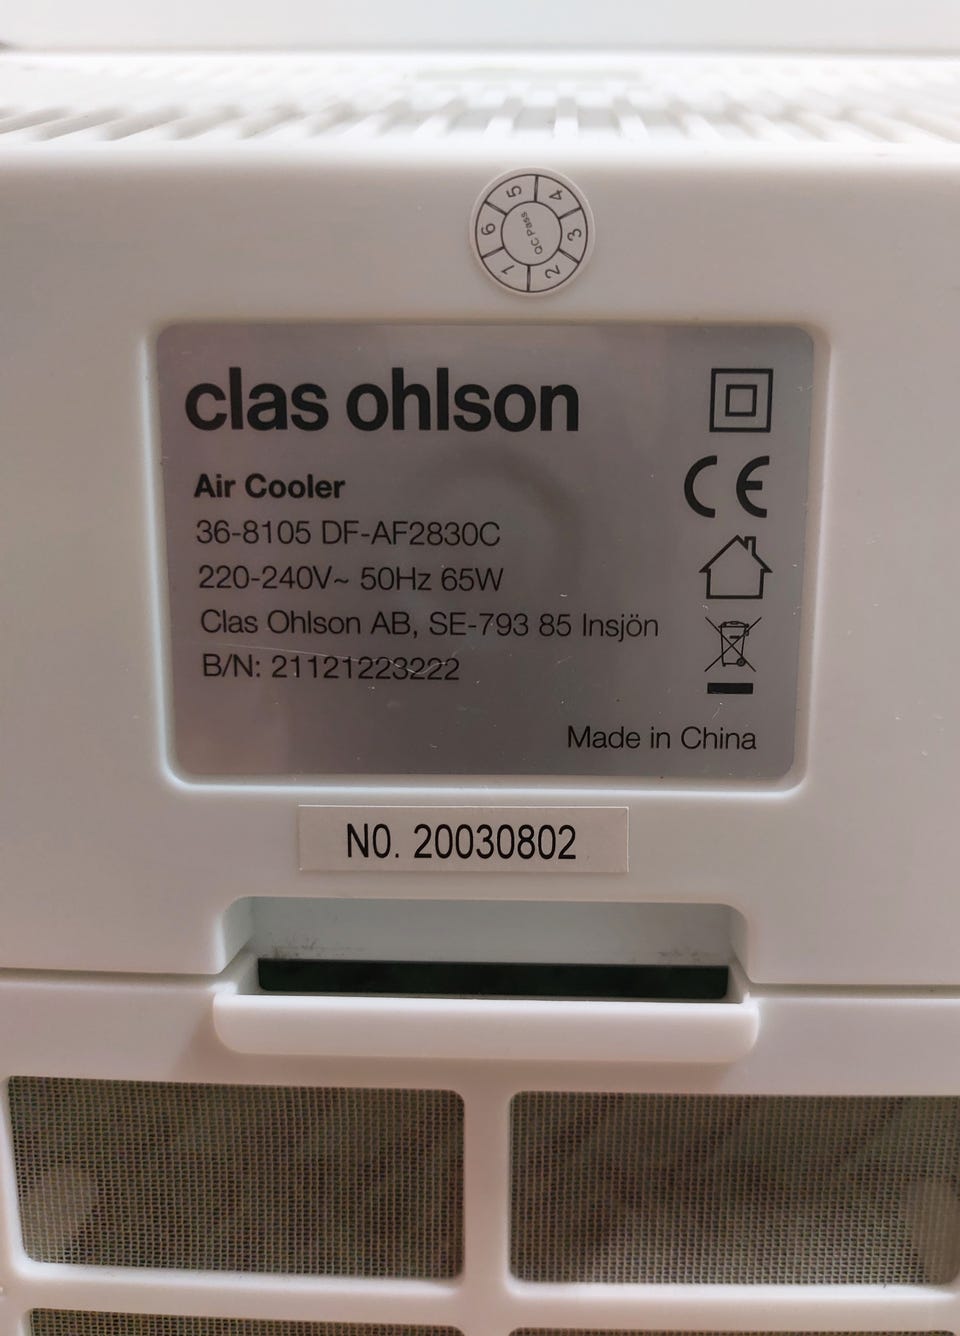 5 4
6 QC Pass 3
1 2
clas ohlson
CE
Air Cooler
36-8105 DF-AF2830C
220-240V~ 50Hz 65W
Clas Ohlson AB, SE-793 85 Insjön
B/N: 21121223222
Made in China
N0. 20030802